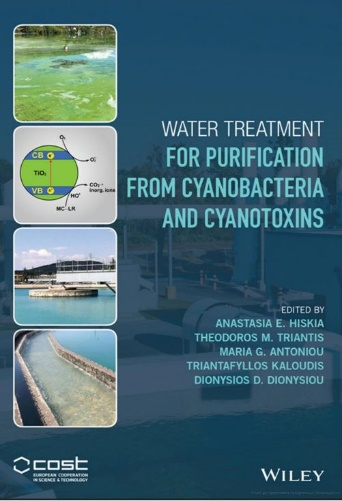 WATER TREATMENT
FOR PURIFICATION
FROM CYANOBACTERIA
AND CYANOTOXINS
O₂
CB e⁻
O₂⁻
TiO₂
CO₂+
inorg. ions
VB
HO•
MC-LR
EDITED BY
ANASTASIA E. HISKIA
THEODOROS M. TRIANTIS
MARIA G. ANTONIOU
TRIANTAFYLLOS KALOUDIS
DIONYSIOS D. DIONYSIOU
cost
EUROPEAN COOPERATION
IN SCIENCE & TECHNOLOGY
WILEY